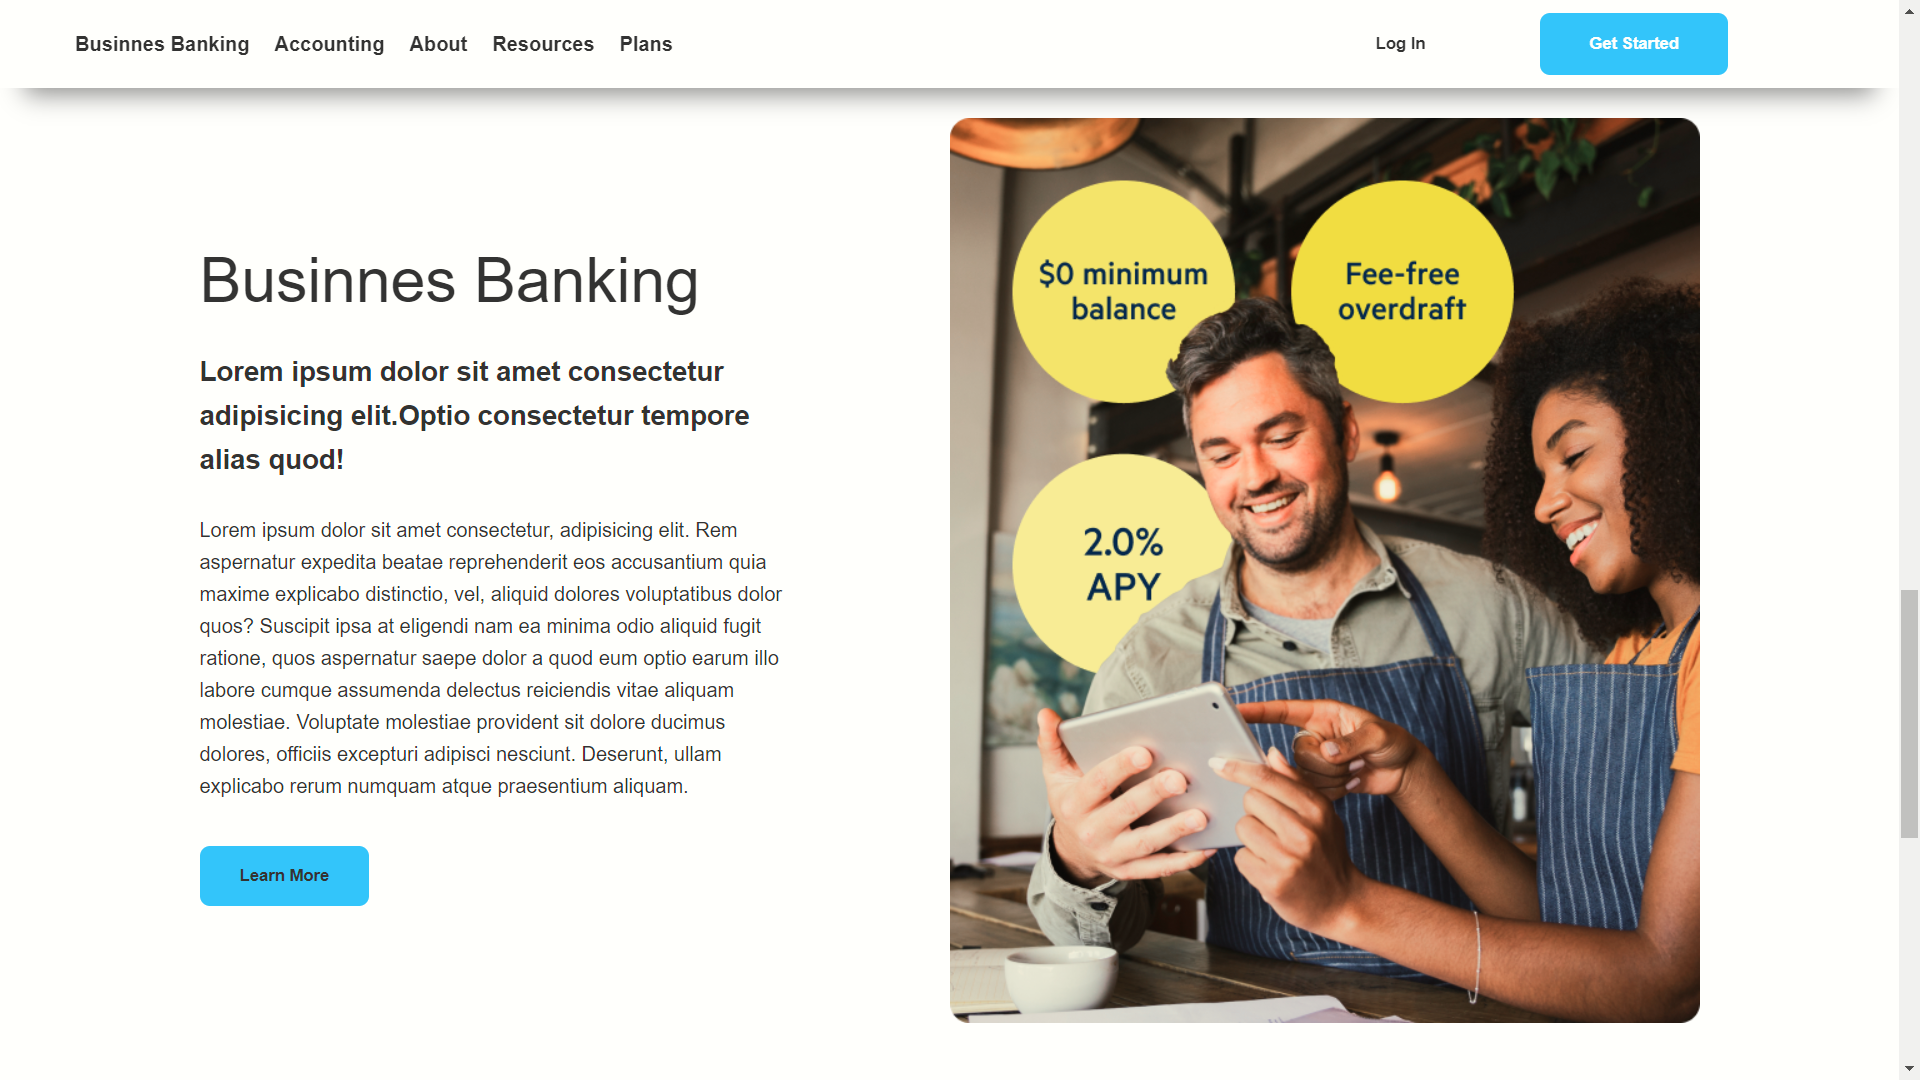 Businnes Banking Accounting About Resources Plans Log In Get Started
Businnes Banking
Lorem ipsum dolor sit amet consectetur
adipisicing elit.Optio consectetur tempore
alias quod!
Lorem ipsum dolor sit amet consectetur, adipisicing elit. Rem
aspernatur expedita beatae reprehenderit eos accusantium quia
maxime explicabo distinctio, vel, aliquid dolores voluptatibus dolor
quos? Suscipit ipsa at eligendi nam ea minima odio aliquid fugit
ratione, quos aspernatur saepe dolor a quod eum optio earum illo
labore cumque assumenda delectus reiciendis vitae aliquam
molestiae. Voluptate molestiae provident sit dolore ducimus
dolores, officiis excepturi adipisci nesciunt. Deserunt, ullam
explicabo rerum numquam atque praesentium aliquam.
Learn More
$0 minimum
balance
Fee-free
overdraft
2.0%
APY